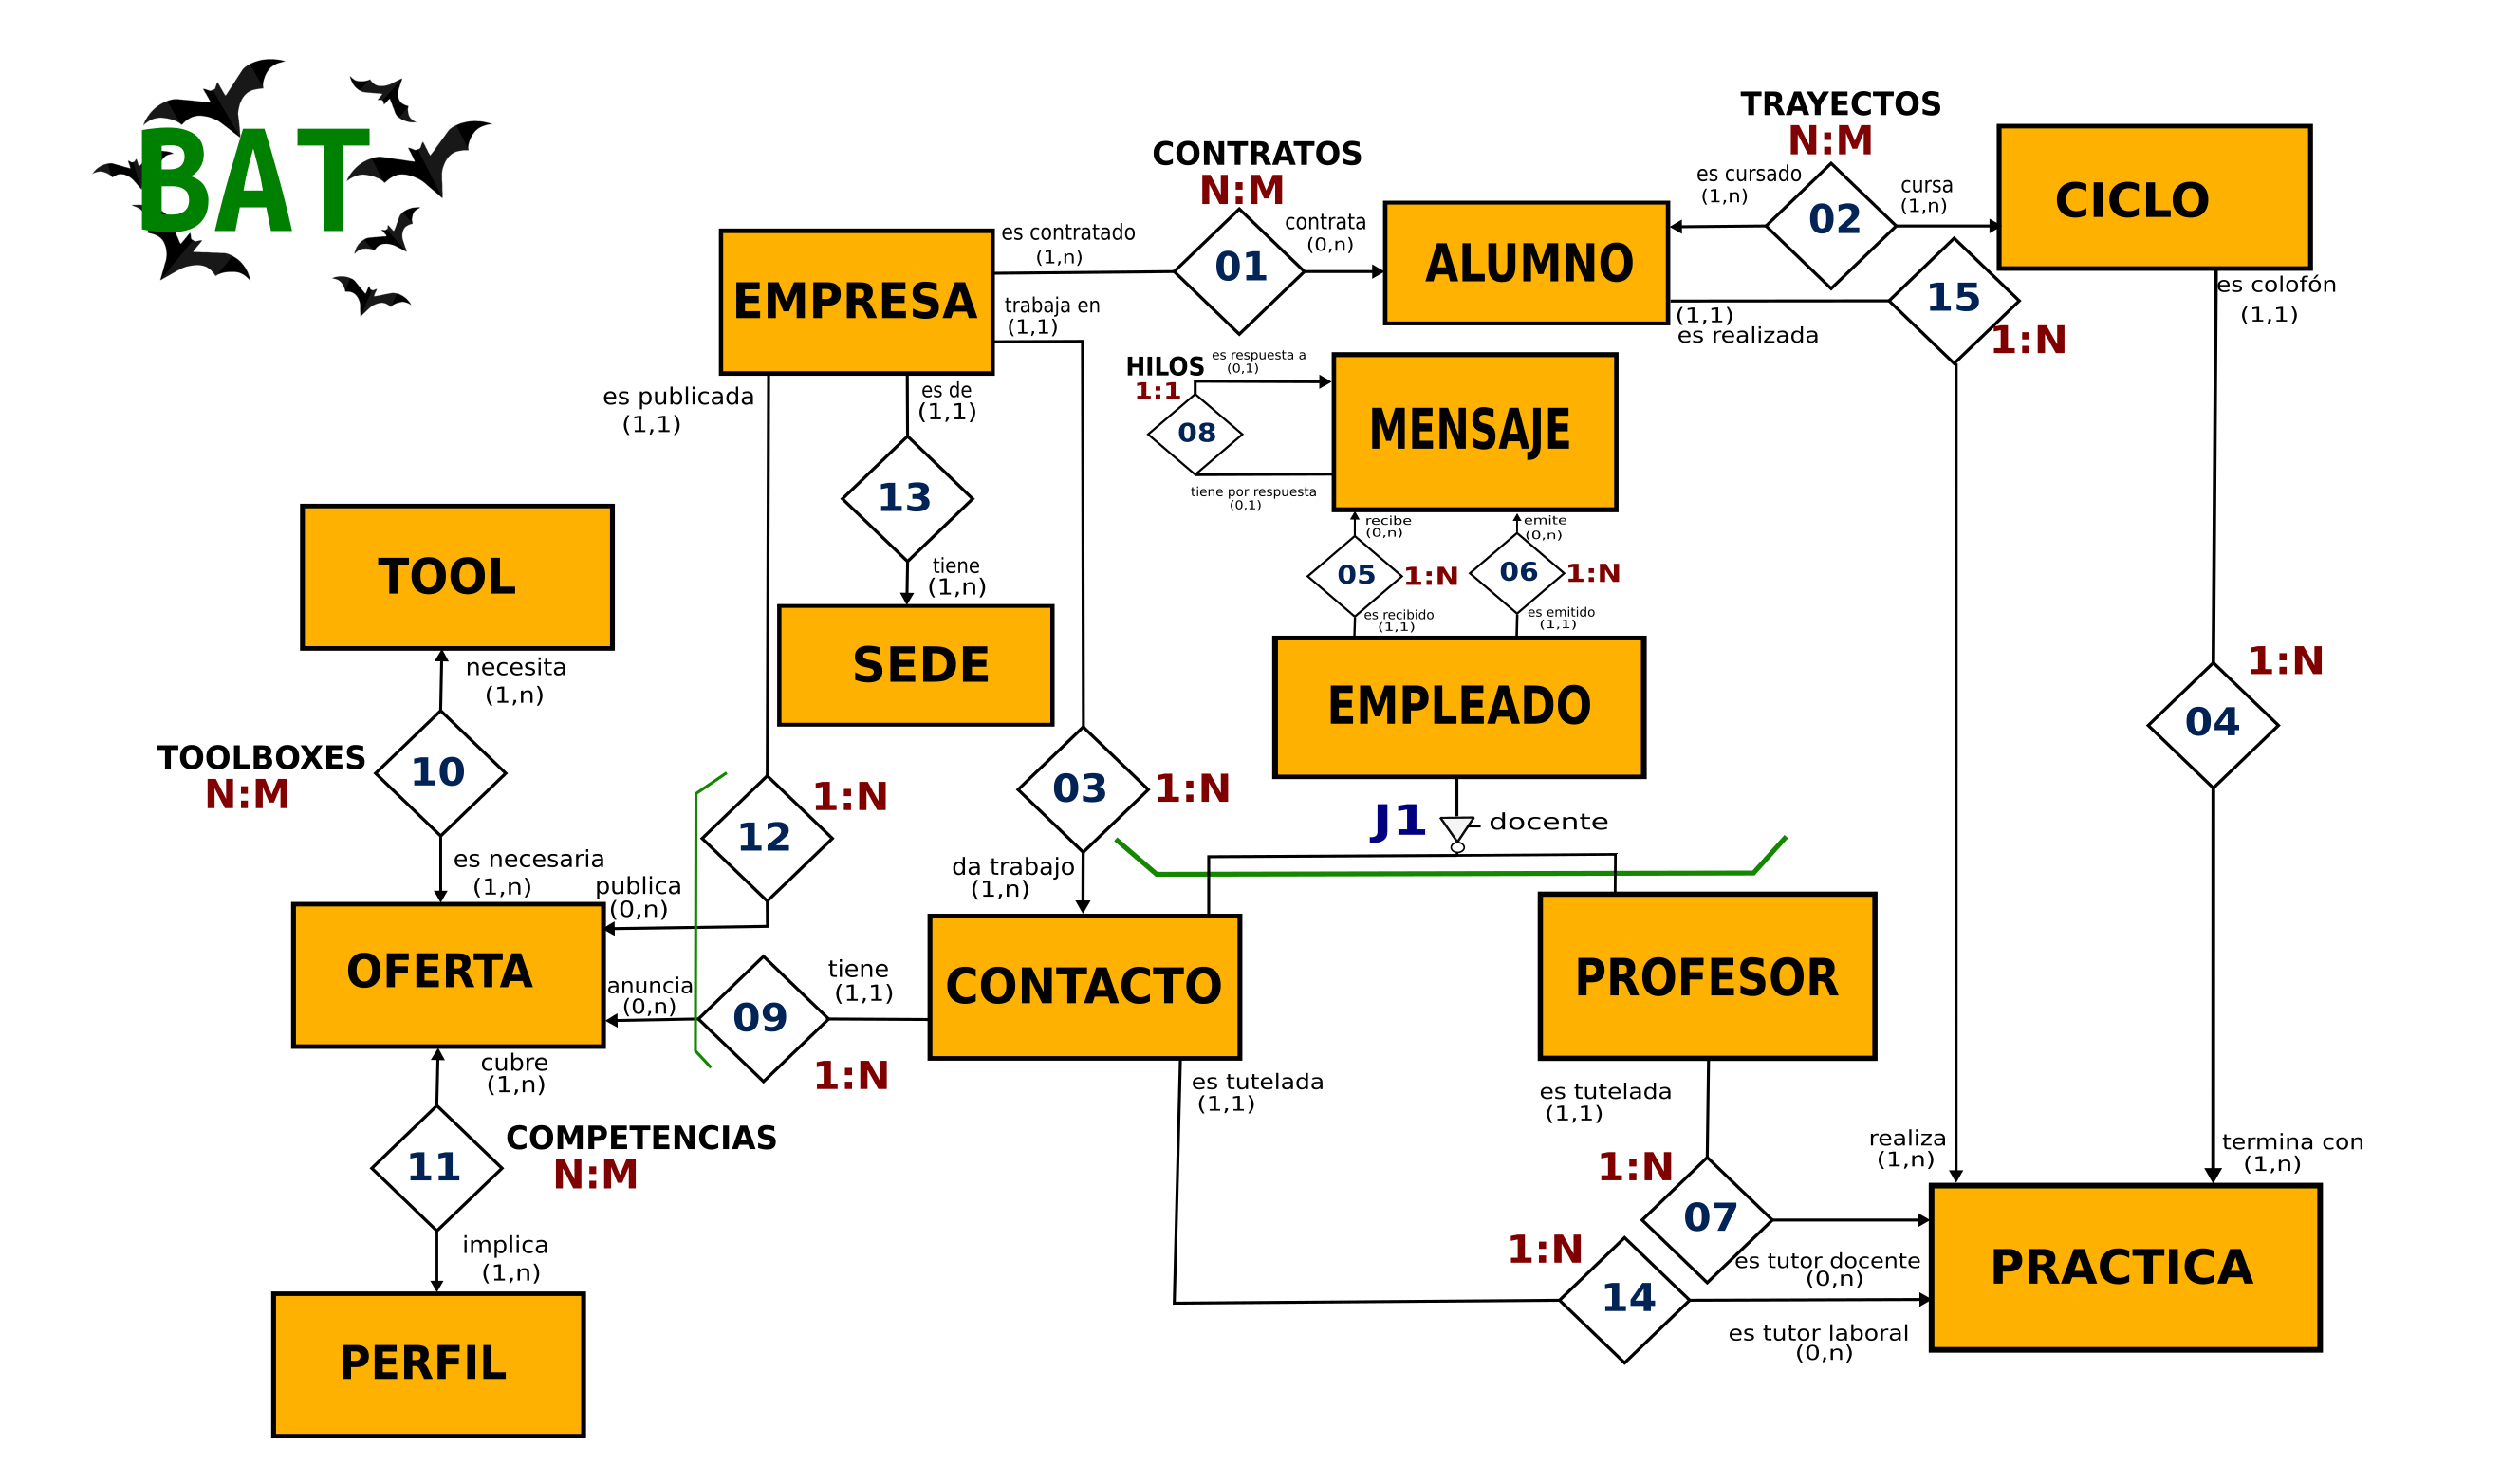 BAT
TRAYECTOS
N:M
CONTRATOS
N:M
es cursado
(1,n)
02
cursa
(1,n)
CICLO
es contratado
(1,n)
01
contrata
(0,n)
ALUMNO
EMPRESA
trabaja en
(1,1)
15
1:N
(1,1)
es realizada
es colofón
(1,1)
es publicada
(1,1)
es de
(1,1)
HILOS
1:1
es respuesta a
(0,1)
08
MENSAJE
tiene por respuesta
(0,1)
13
tiene
(1,n)
recibe
(0,n)
emite
(0,n)
05
1:N
06
1:N
es recibido
(1,1)
es emitido
(1,1)
TOOL
SEDE
EMPLEADO
necesita
(1,n)
1:N
04
TOOLBOXES
N:M
10
12
1:N
03
1:N
J1
docente
es necesaria
(1,n)
publica
(0,n)
da trabajo
(1,n)
OFERTA
anuncia
(0,n)
09
tiene
(1,1)
1:N
CONTACTO
PROFESOR
cubre
(1,n)
es tutelada
(1,1)
es tutelada
(1,1)
COMPETENCIAS
N:M
11
realiza
(1,n)
termina con
(1,n)
1:N
07
implica
(1,n)
1:N
14
es tutor docente
(0,n)
PRACTICA
es tutor laboral
(0,n)
PERFIL